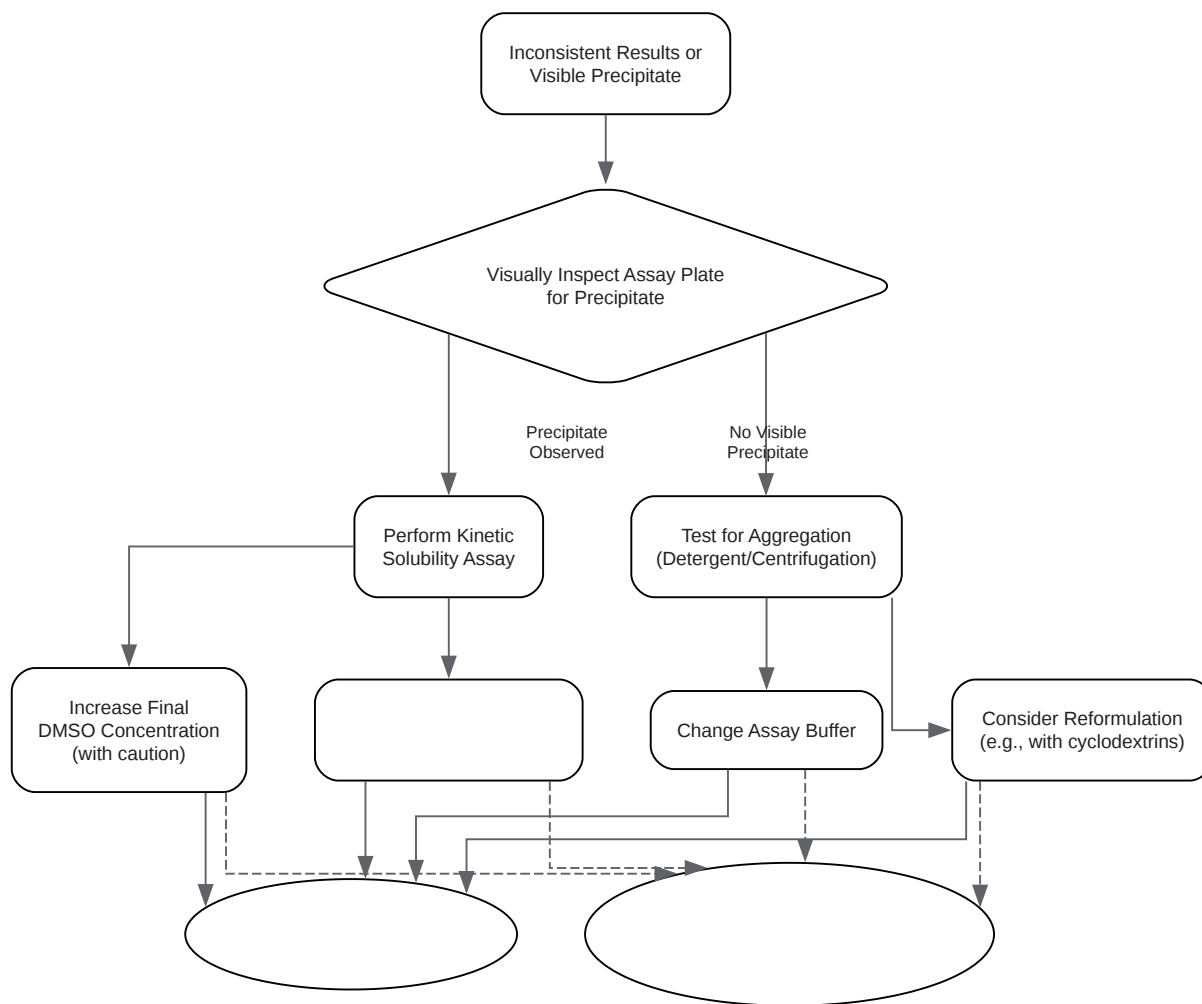 Inconsistent Results or
Visible Precipitate
Visually Inspect Assay Plate
for Precipitate
Precipitate
Observed
No Visible
Precipitate
Perform Kinetic
Solubility Assay
Test for Aggregation
(Detergent/Centrifugation)
Increase Final
DMSO Concentration
(with caution)
Change Assay Buffer
Consider Reformulation
(e.g., with cyclodextrins)